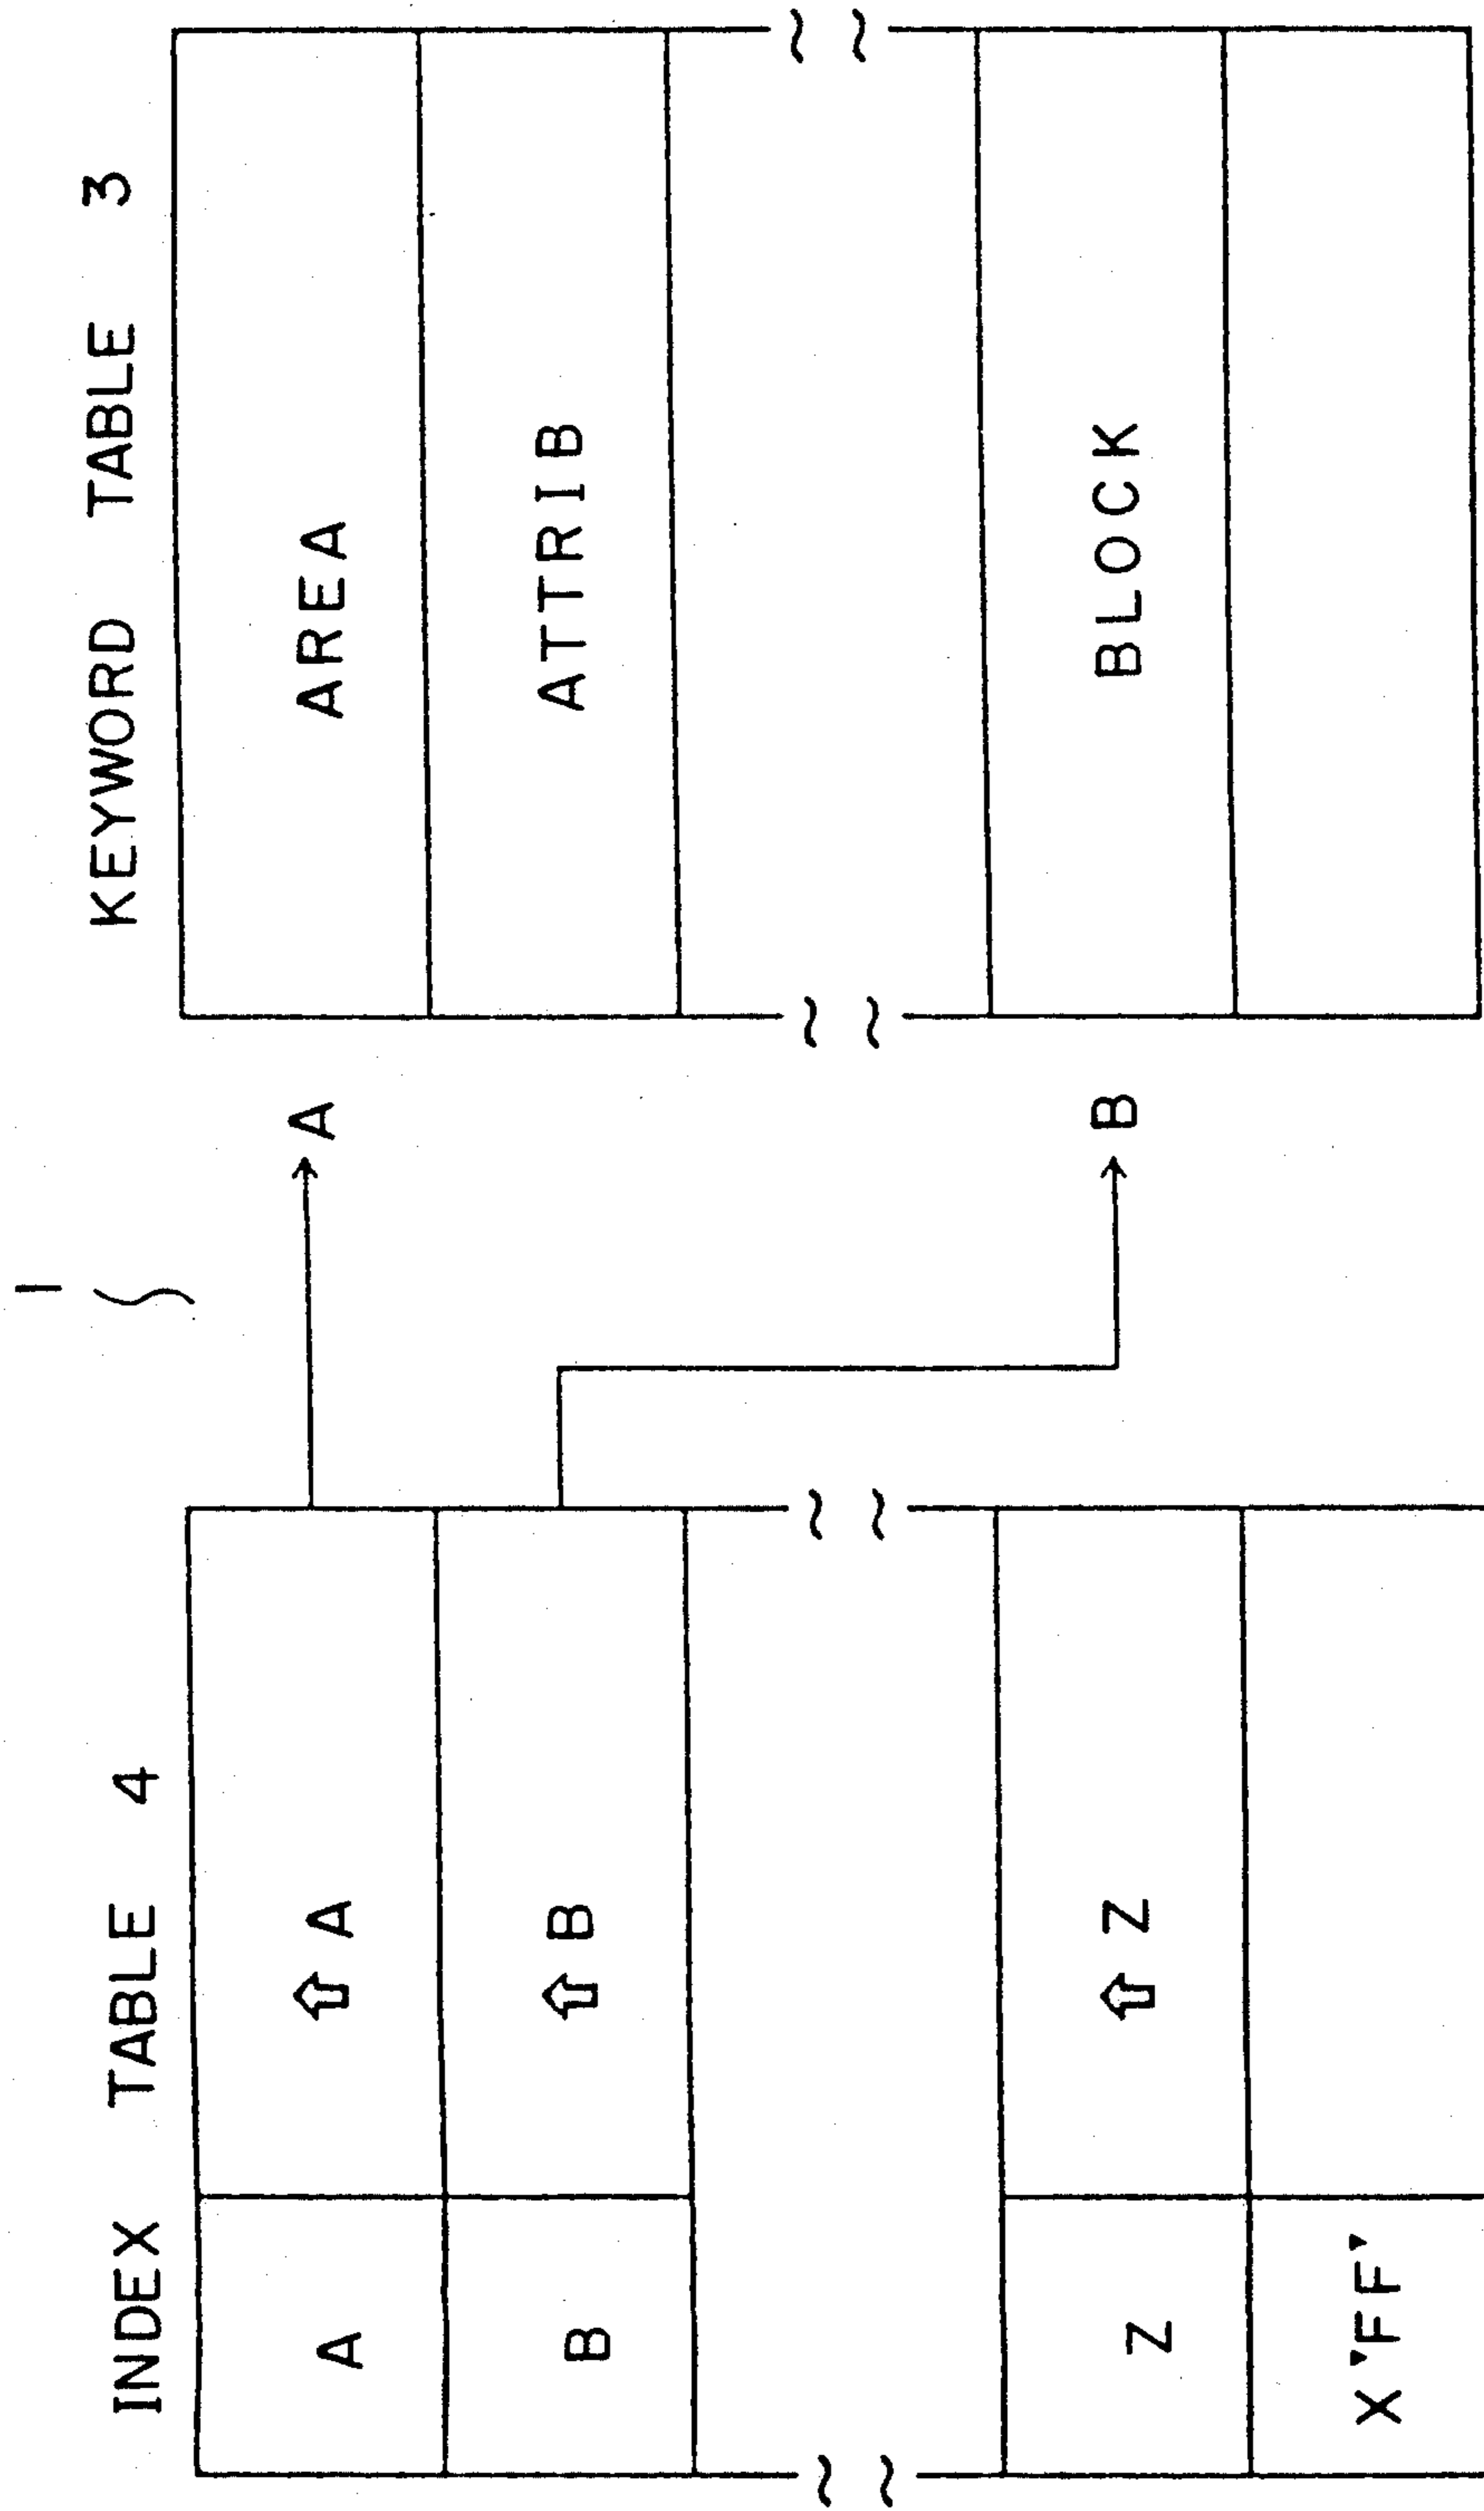 1
INDEX TABLE 4
A ⇧ A
B ⇧ B
Z ⇧ Z
X'FF'
A
B
KEYWORD TABLE 3
AREA
ATTRIB
BLOCK